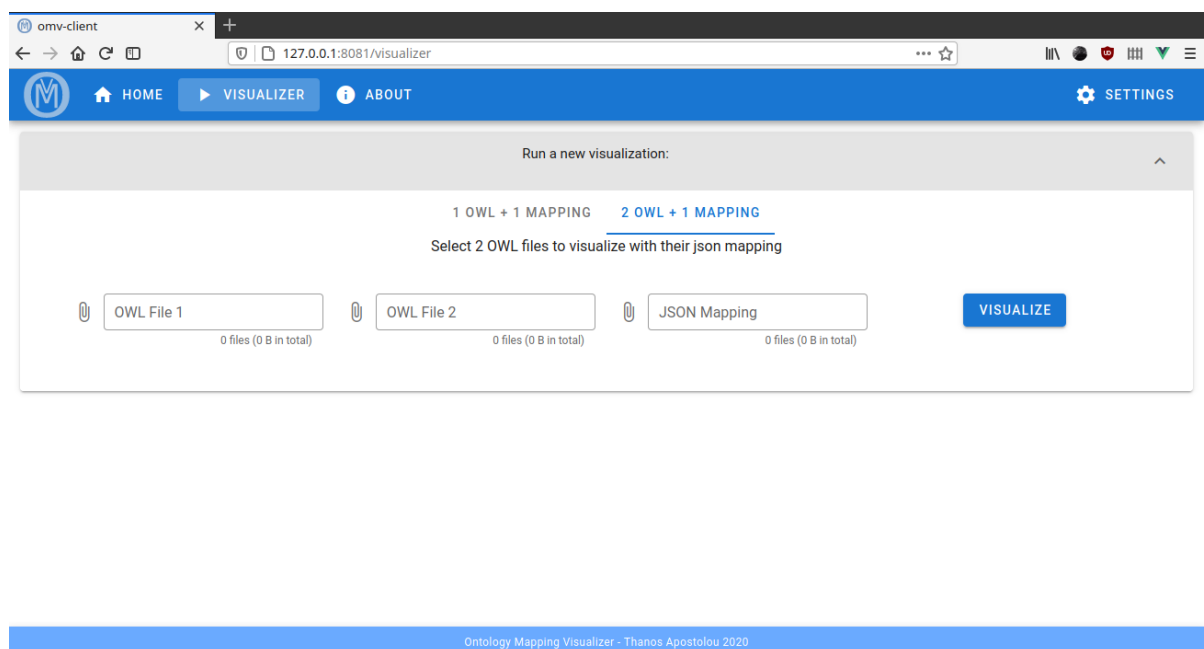 omv-client
127.0.0.1:8081/visualizer
HOME VISUALIZER ABOUT SETTINGS
Run a new visualization:
1 OWL + 1 MAPPING 2 OWL + 1 MAPPING
Select 2 OWL files to visualize with their json mapping
OWL File 1 OWL File 2 JSON Mapping VISUALIZE
0 files (0 B in total) 0 files (0 B in total) 0 files (0 B in total)
Ontology Mapping Visualizer - Thanos Apostolou 2020